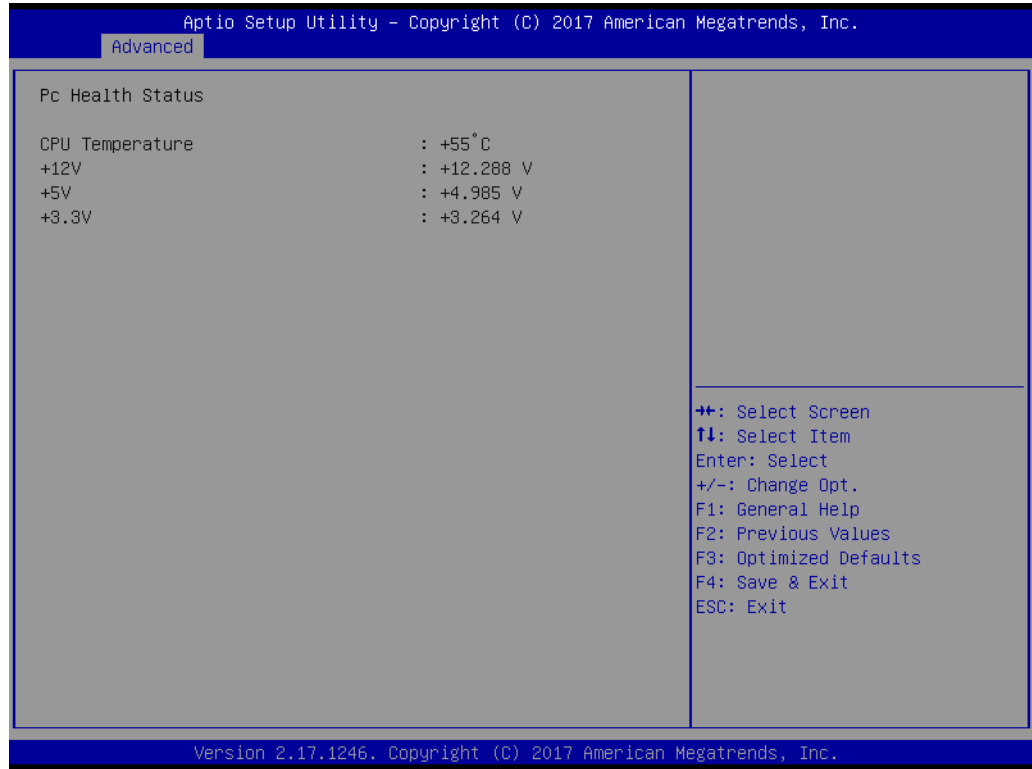 Aptio Setup Utility – Copyright (C) 2017 American Megatrends, Inc.
Advanced
Pc Health Status
CPU Temperature : +55°C
+12V : +12.288 V
+5V : +4.985 V
+3.3V : +3.264 V
→←: Select Screen
↑↓: Select Item
Enter: Select
+/-: Change Opt.
F1: General Help
F2: Previous Values
F3: Optimized Defaults
F4: Save & Exit
ESC: Exit
Version 2.17.1246. Copyright (C) 2017 American Megatrends, Inc.